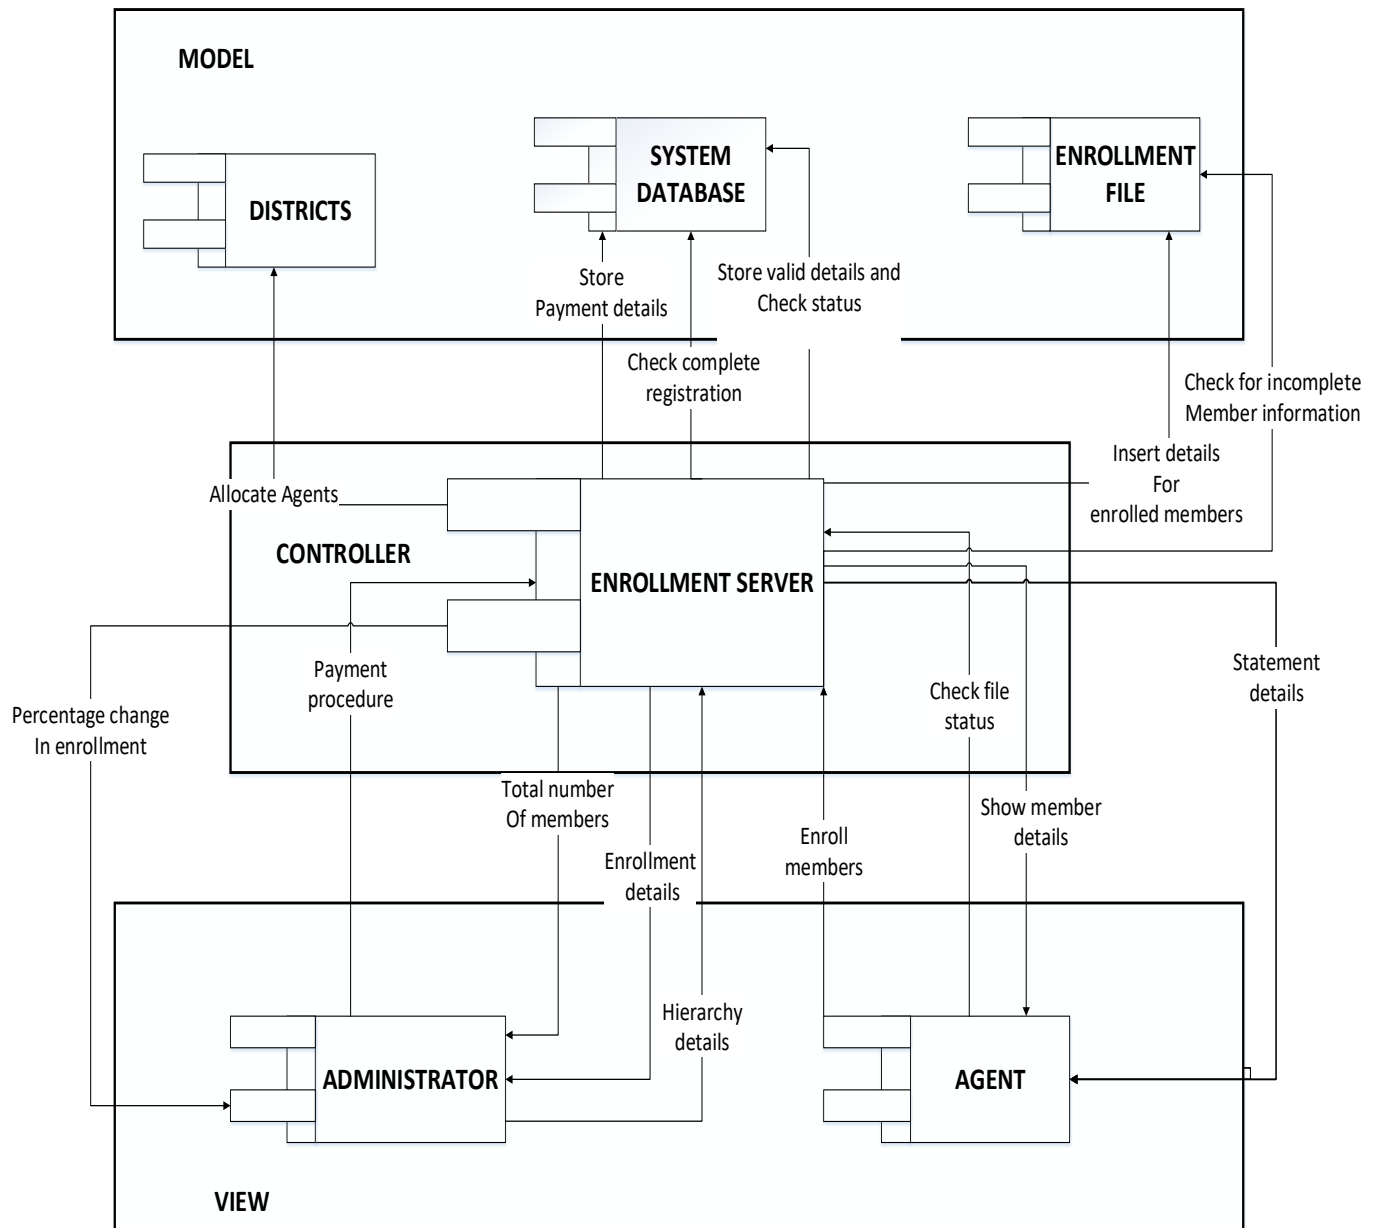 MODEL
SYSTEM
DATABASE
ENROLLMENT
FILE
DISTRICTS
Store
Payment details
Store valid details and
Check status
Check complete
registration
Check for incomplete
Member information
Insert details
For
enrolled members
Allocate Agents
CONTROLLER
ENROLLMENT SERVER
Payment
procedure
Statement
details
Check file
status
Percentage change
In enrollment
Total number
Of members
Show member
details
Enroll
members
Enrollment
details
Hierarchy
details
ADMINISTRATOR
AGENT
VIEW